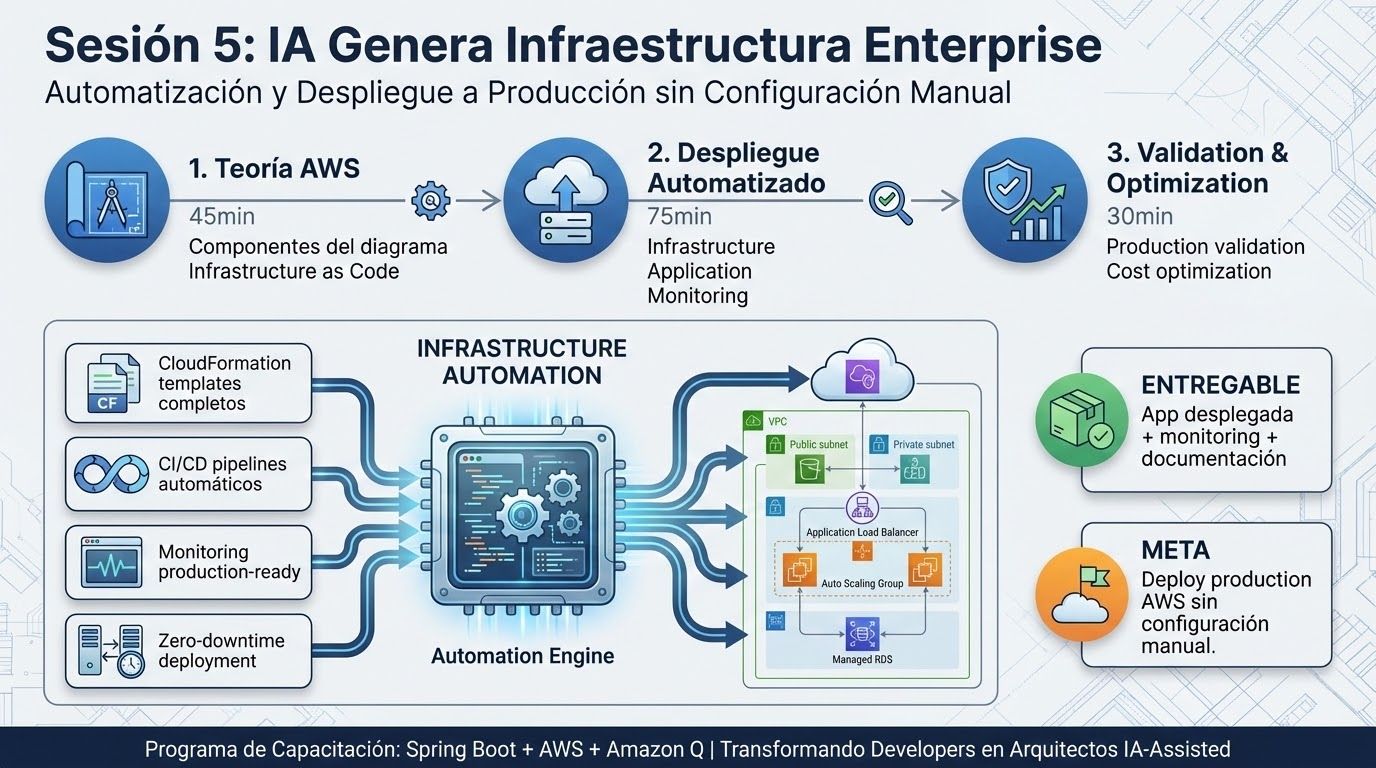 Sesión 5: IA Genera Infraestructura Enterprise
Automatización y Despliegue a Producción sin Configuración Manual
1. Teoría AWS
45min
Componentes del diagrama
Infrastructure as Code
2. Despliegue
Automatizado
75min
Infrastructure
Application
Monitoring
3. Validation &
Optimization
30min
Production validation
Cost optimization
CF
CloudFormation
templates
completos
CI/CD pipelines
automáticos
Monitoring
production-ready
Zero-downtime
deployment
INFRASTRUCTURE
AUTOMATION
Automation Engine
VPC
Public subnet
Private subnet
Application Load Balancer
Auto Scaling Group
Managed RDS
ENTREGABLE
App desplegada
+ monitoring +
documentación
META
Deploy production
AWS sin
configuración
manual.
Programa de Capacitación: Spring Boot + AWS + Amazon Q | Transformando Developers en Arquitectos IA-Assisted